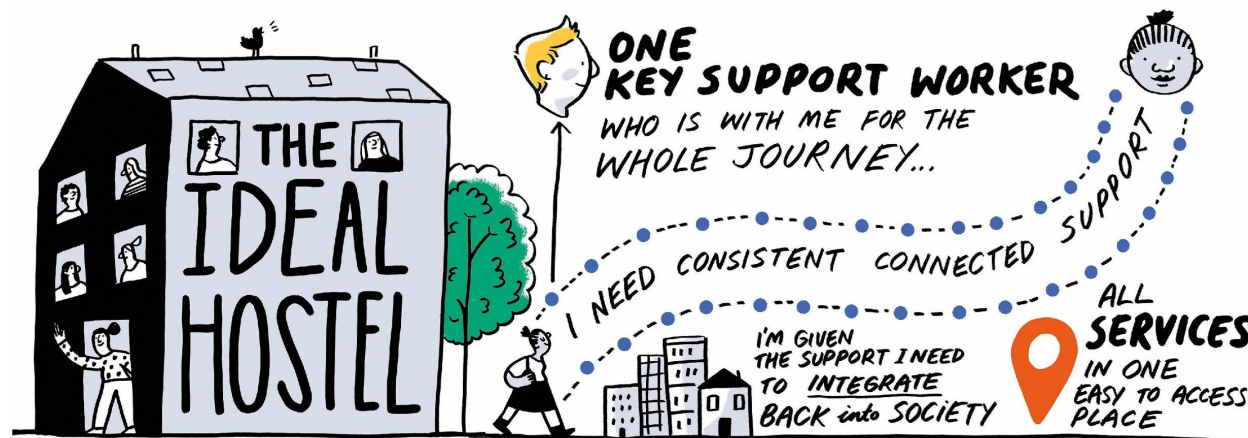 THE
IDEAL
HOSTEL
ONE
KEY SUPPORT WORKER
WHO IS WITH ME FOR THE
WHOLE JOURNEY...
I NEED CONSISTENT CONNECTED SUPPORT
I'M GIVEN
THE SUPPORT I NEED
TO INTEGRATE
BACK into SOCIETY
ALL
SERVICES
IN ONE
EASY TO ACCESS
PLACE